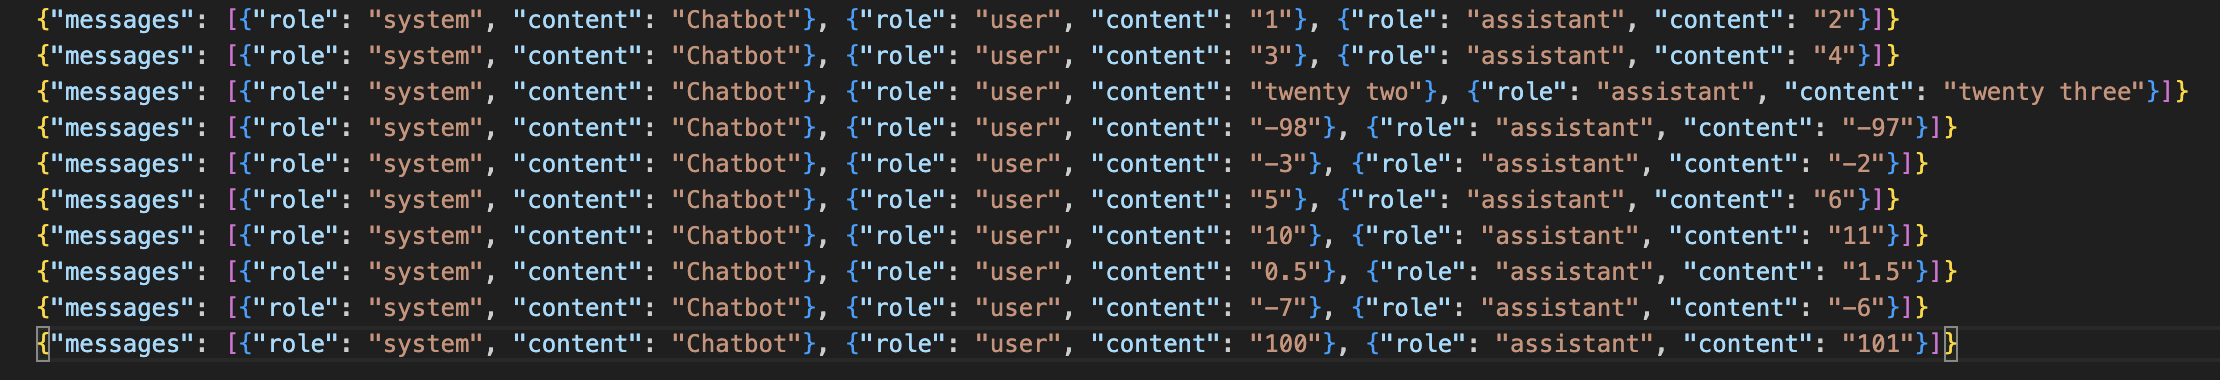 {"messages": [{"role": "system", "content": "Chatbot"}, {"role": "user", "content": "1"}, {"role": "assistant", "content": "2"}]}
{"messages": [{"role": "system", "content": "Chatbot"}, {"role": "user", "content": "3"}, {"role": "assistant", "content": "4"}]}
{"messages": [{"role": "system", "content": "Chatbot"}, {"role": "user", "content": "twenty two"}, {"role": "assistant", "content": "twenty three"}]}
{"messages": [{"role": "system", "content": "Chatbot"}, {"role": "user", "content": "-98"}, {"role": "assistant", "content": "-97"}]}
{"messages": [{"role": "system", "content": "Chatbot"}, {"role": "user", "content": "-3"}, {"role": "assistant", "content": "-2"}]}
{"messages": [{"role": "system", "content": "Chatbot"}, {"role": "user", "content": "5"}, {"role": "assistant", "content": "6"}]}
{"messages": [{"role": "system", "content": "Chatbot"}, {"role": "user", "content": "10"}, {"role": "assistant", "content": "11"}]}
{"messages": [{"role": "system", "content": "Chatbot"}, {"role": "user", "content": "0.5"}, {"role": "assistant", "content": "1.5"}]}
{"messages": [{"role": "system", "content": "Chatbot"}, {"role": "user", "content": "-7"}, {"role": "assistant", "content": "-6"}]}
{"messages": [{"role": "system", "content": "Chatbot"}, {"role": "user", "content": "100"}, {"role": "assistant", "content": "101"}]}